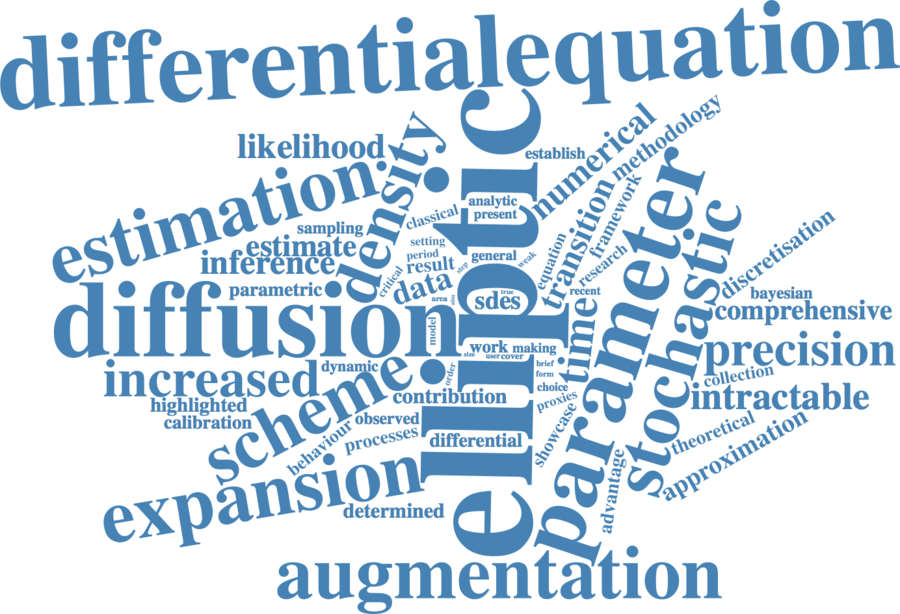 differentialequation
elliptic
likelihood
density
establish
numerical
methodology
estimation
analytic
present
classical
sampling
setting
transition
framework
parameter
stochastic
estimate
inference
period
result
general
step
weak
equation
research
discretisation
critical
data
parametric
recent
bayesian
diffusion
area
aim
sdes
true
time
comprehensive
model
work
making
size
user
cover
precision
increased
dynamic
order
brief
form
choice
collection
intractable
scheme
contribution
proxies
highlighted
calibration
observed
behaviour
processes
differential
showcase
theoretical
approximation
expansion
determined
advantage
augmentation